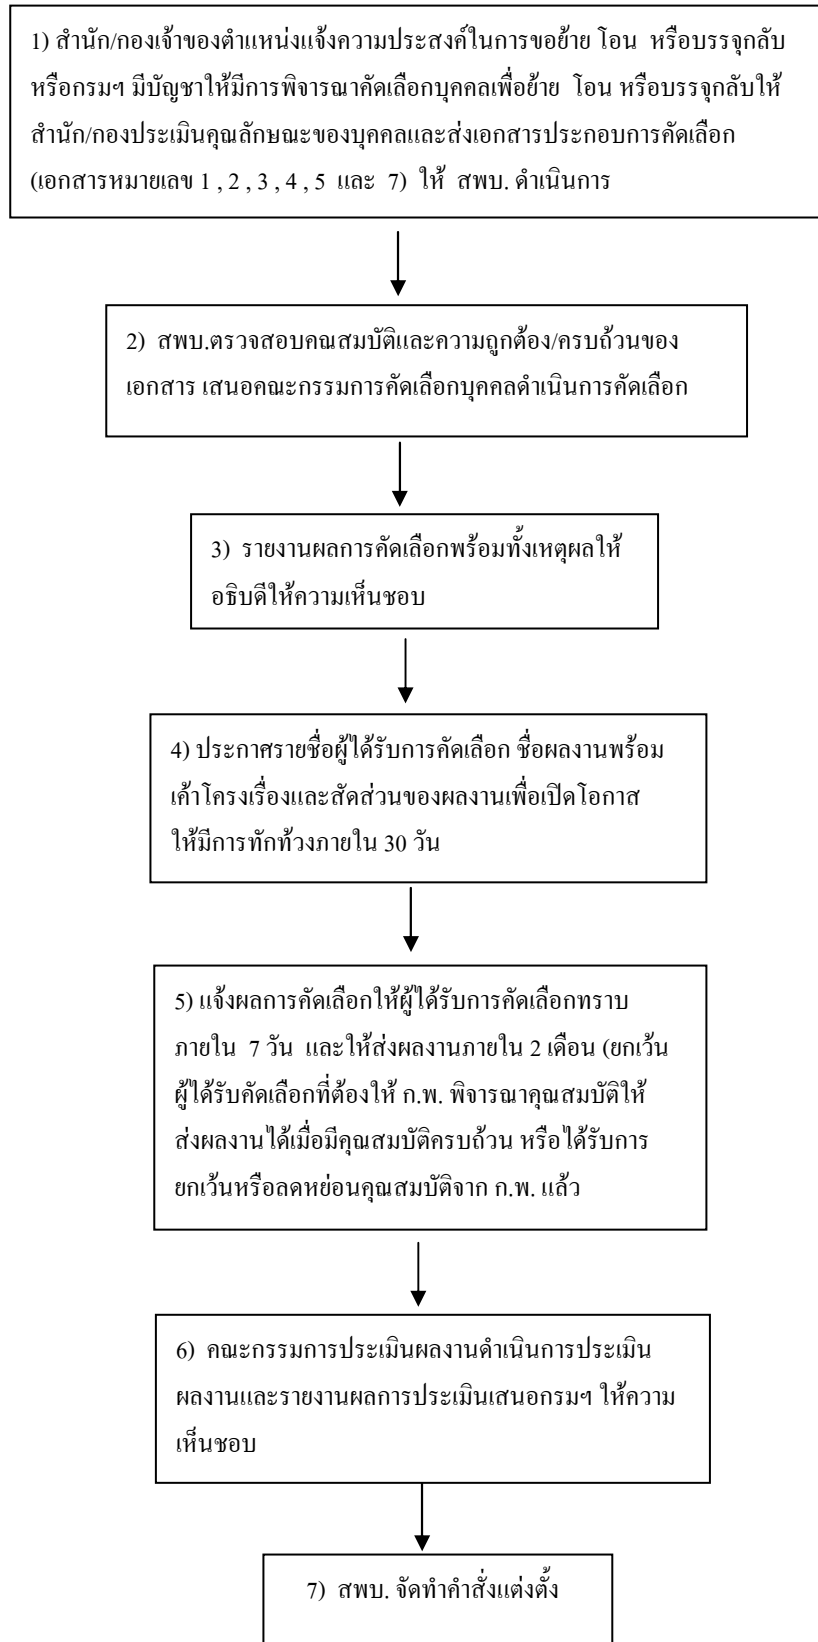 1) สำนัก/กองเจ้าของตำแหน่งแจ้งความประสงค์ในการขอย้าย โอน หรือบรรจุกลับ
หรือกรมฯ มีบัญชาให้มีการพิจารณาคัดเลือกบุคคลเพื่อย้าย โอน หรือบรรจุกลับให้
สำนัก/กองประเมินคุณลักษณะของบุคคลและส่งเอกสารประกอบการคัดเลือก
(เอกสารหมายเลข 1 , 2 , 3 , 4 , 5 และ 7) ให้ สพบ. ดำเนินการ
2) สพบ.ตรวจสอบคณสมบัติและความถูกต้อง/ครบถ้วนของ
เอกสาร เสนอคณะกรรมการคัดเลือกบุคคลดำเนินการคัดเลือก
3) รายงานผลการคัดเลือกพร้อมทั้งเหตุผลให้
อธิบดีให้ความเห็นชอบ
4) ประกาศรายชื่อผู้ได้รับการคัดเลือก ชื่อผลงานพร้อม
เค้าโครงเรื่องและสัดส่วนของผลงานเพื่อเปิดโอกาส
ให้มีการทักท้วงภายใน 30 วัน
5) แจ้งผลการคัดเลือกให้ผู้ได้รับการคัดเลือกทราบ
ภายใน 7 วัน และให้ส่งผลงานภายใน 2 เดือน (ยกเว้น
ผู้ได้รับคัดเลือกที่ต้องให้ ก.พ. พิจารณาคุณสมบัติให้
ส่งผลงานได้เมื่อมีคุณสมบัติครบถ้วน หรือได้รับการ
ยกเว้นหรือลดหย่อนคุณสมบัติจาก ก.พ. แล้ว
6) คณะกรรมการประเมินผลงานดำเนินการประเมิน
ผลงานและรายงานผลการประเมินเสนอกรมฯ ให้ความ
เห็นชอบ
7) สพบ. จัดทำคำสั่งแต่งตั้ง